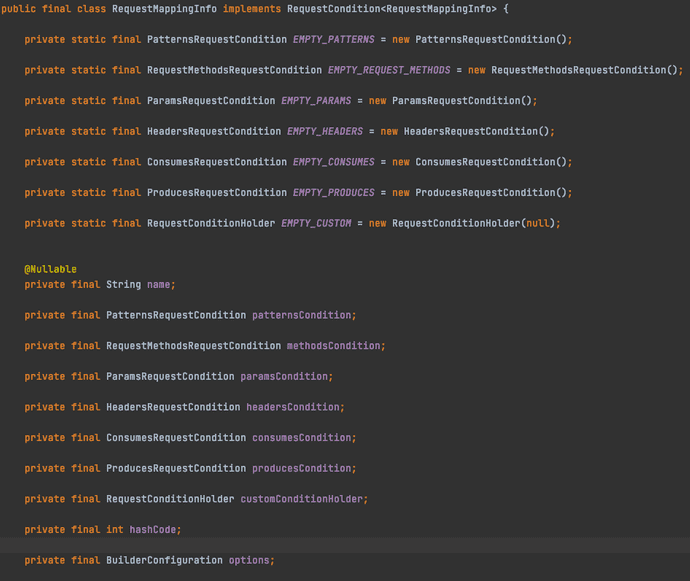 public final class RequestMappingInfo implements RequestCondition<RequestMappingInfo> {
private static final PatternsRequestCondition EMPTY_PATTERNS = new PatternsRequestCondition();
private static final RequestMethodsRequestCondition EMPTY_REQUEST_METHODS = new RequestMethodsRequestCondition();
private static final ParamsRequestCondition EMPTY_PARAMS = new ParamsRequestCondition();
private static final HeadersRequestCondition EMPTY_HEADERS = new HeadersRequestCondition();
private static final ConsumesRequestCondition EMPTY_CONSUMES = new ConsumesRequestCondition();
private static final ProducesRequestCondition EMPTY_PRODUCES = new ProducesRequestCondition();
private static final RequestConditionHolder EMPTY_CUSTOM = new RequestConditionHolder(null);
@Nullable
private final String name;
private final PatternsRequestCondition patternsCondition;
private final RequestMethodsRequestCondition methodsCondition;
private final ParamsRequestCondition paramsCondition;
private final HeadersRequestCondition headersCondition;
private final ConsumesRequestCondition consumesCondition;
private final ProducesRequestCondition producesCondition;
private final RequestConditionHolder customConditionHolder;
private final int hashCode;
private final BuilderConfiguration options;